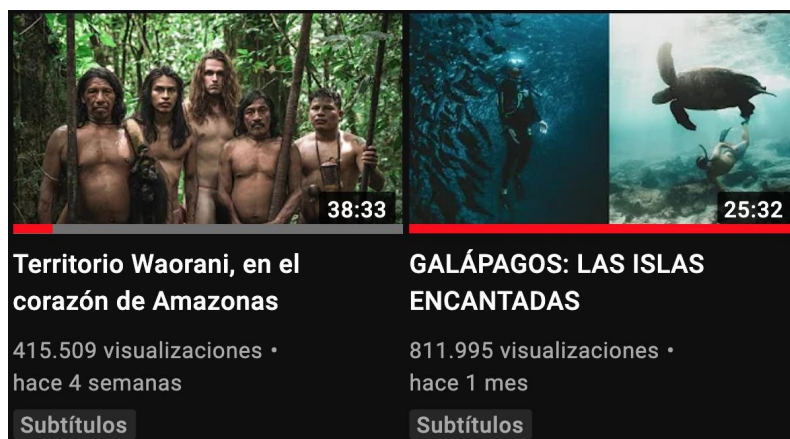 38:33
25:32
Territorio Waorani, en el
corazón de Amazonas
415.509 visualizaciones •
hace 4 semanas
Subtítulos
GALÁPAGOS: LAS ISLAS
ENCANTADAS
811.995 visualizaciones •
hace 1 mes
Subtítulos